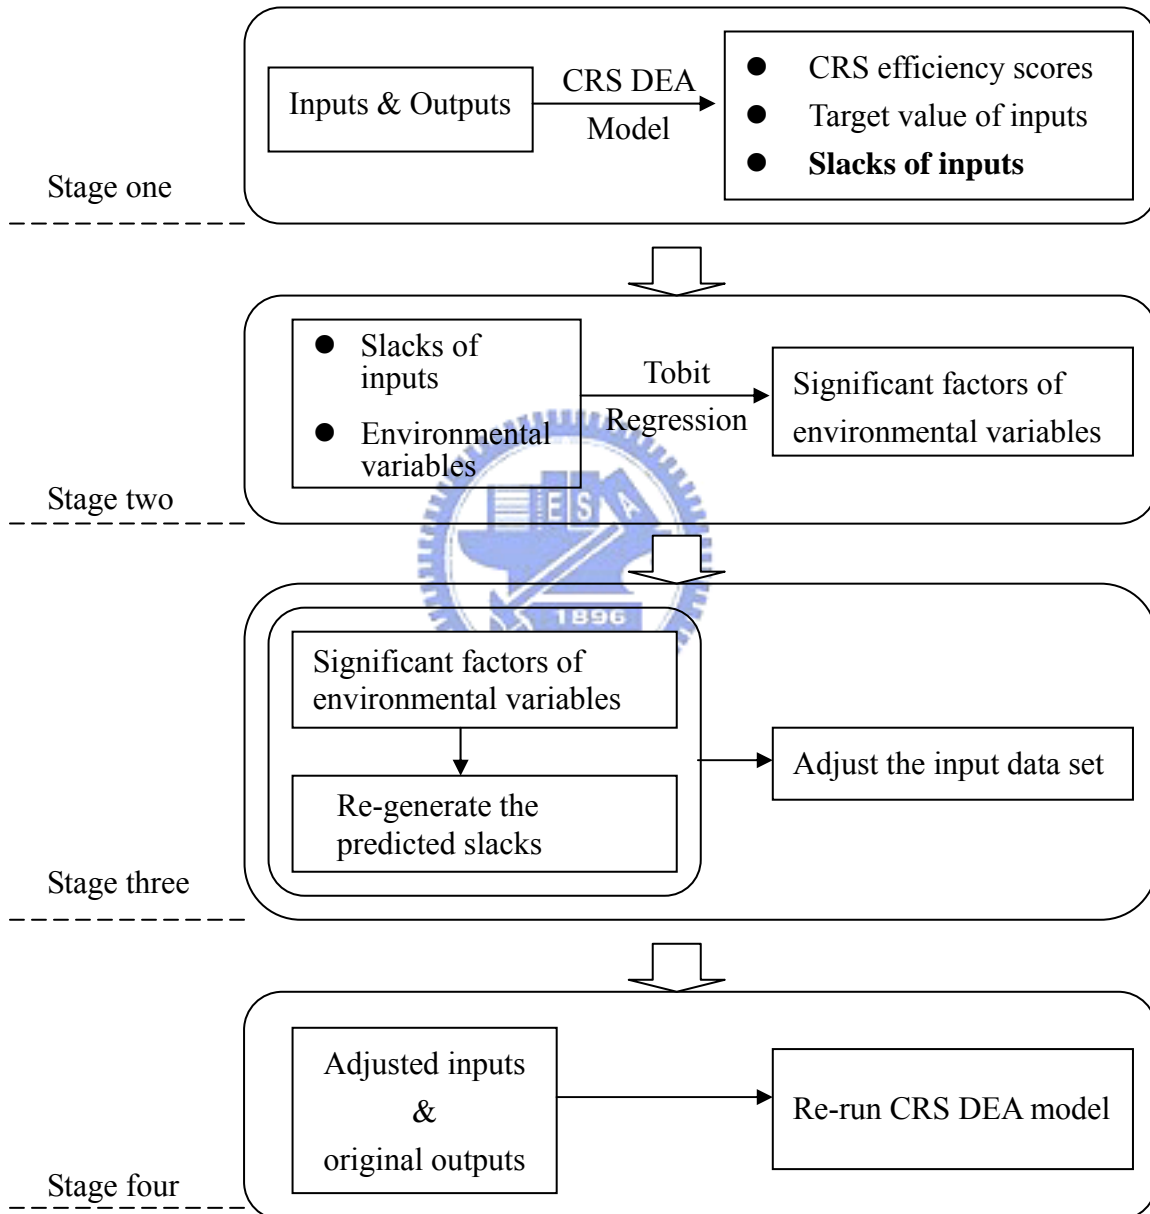 Inputs & Outputs
CRS DEA
Model
● CRS efficiency scores
● Target value of inputs
● Slacks of inputs
Stage one
● Slacks of
inputs
● Environmental
variables
Tobit
Regression
Significant factors of
environmental variables
Stage two
E S A
1896
Significant factors of
environmental variables
Re-generate the
predicted slacks
Adjust the input data set
Stage three
Adjusted inputs
&
original outputs
Re-run CRS DEA model
Stage four